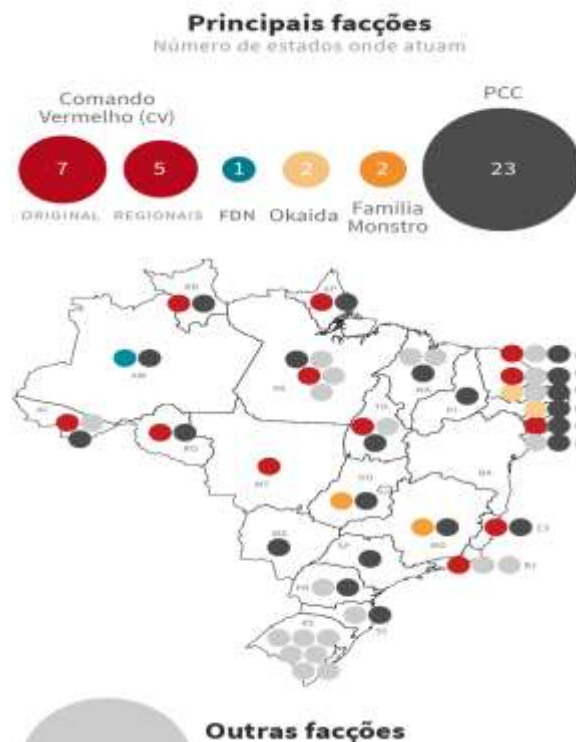 Principais facções
Número de estados onde atuam
Comando
Vermelho (CV)
PCC
7
5
1
2
2
23
ORIGINAL
REGIONAIS
FDN
Okaida
Família
Monstro
RR
AP
AM
PA
MA
PI
AC
RO
TO
MT
BA
GO
MG
ES
SP
RJ
PR
SC
RS
Outras facções